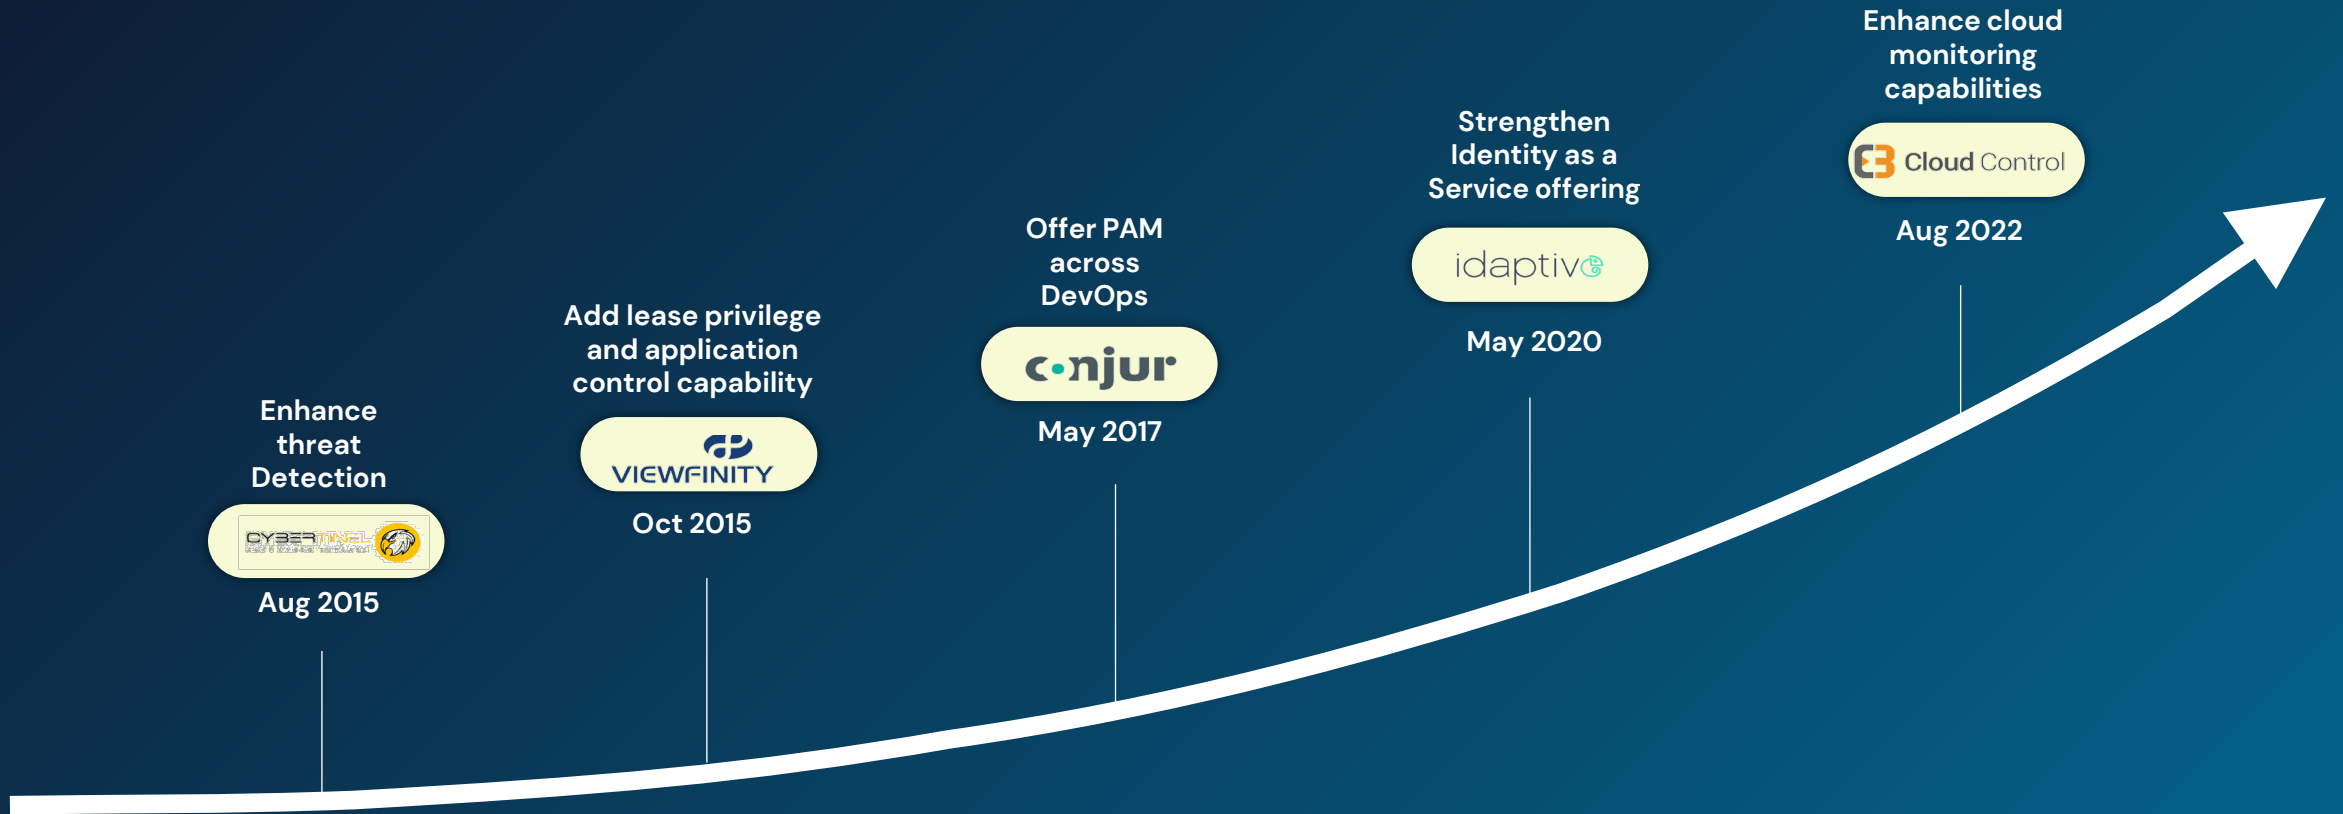 Enhance
threat
Detection
CYBERTINEL
Aug 2015
Add lease privilege
and application
control capability
VIEWFINITY
Oct 2015
Offer PAM
across
DevOps
conjur
May 2017
Strengthen
Identity as a
Service offering
idaptive
May 2020
Enhance cloud
monitoring
capabilities
C3 Cloud Control
Aug 2022